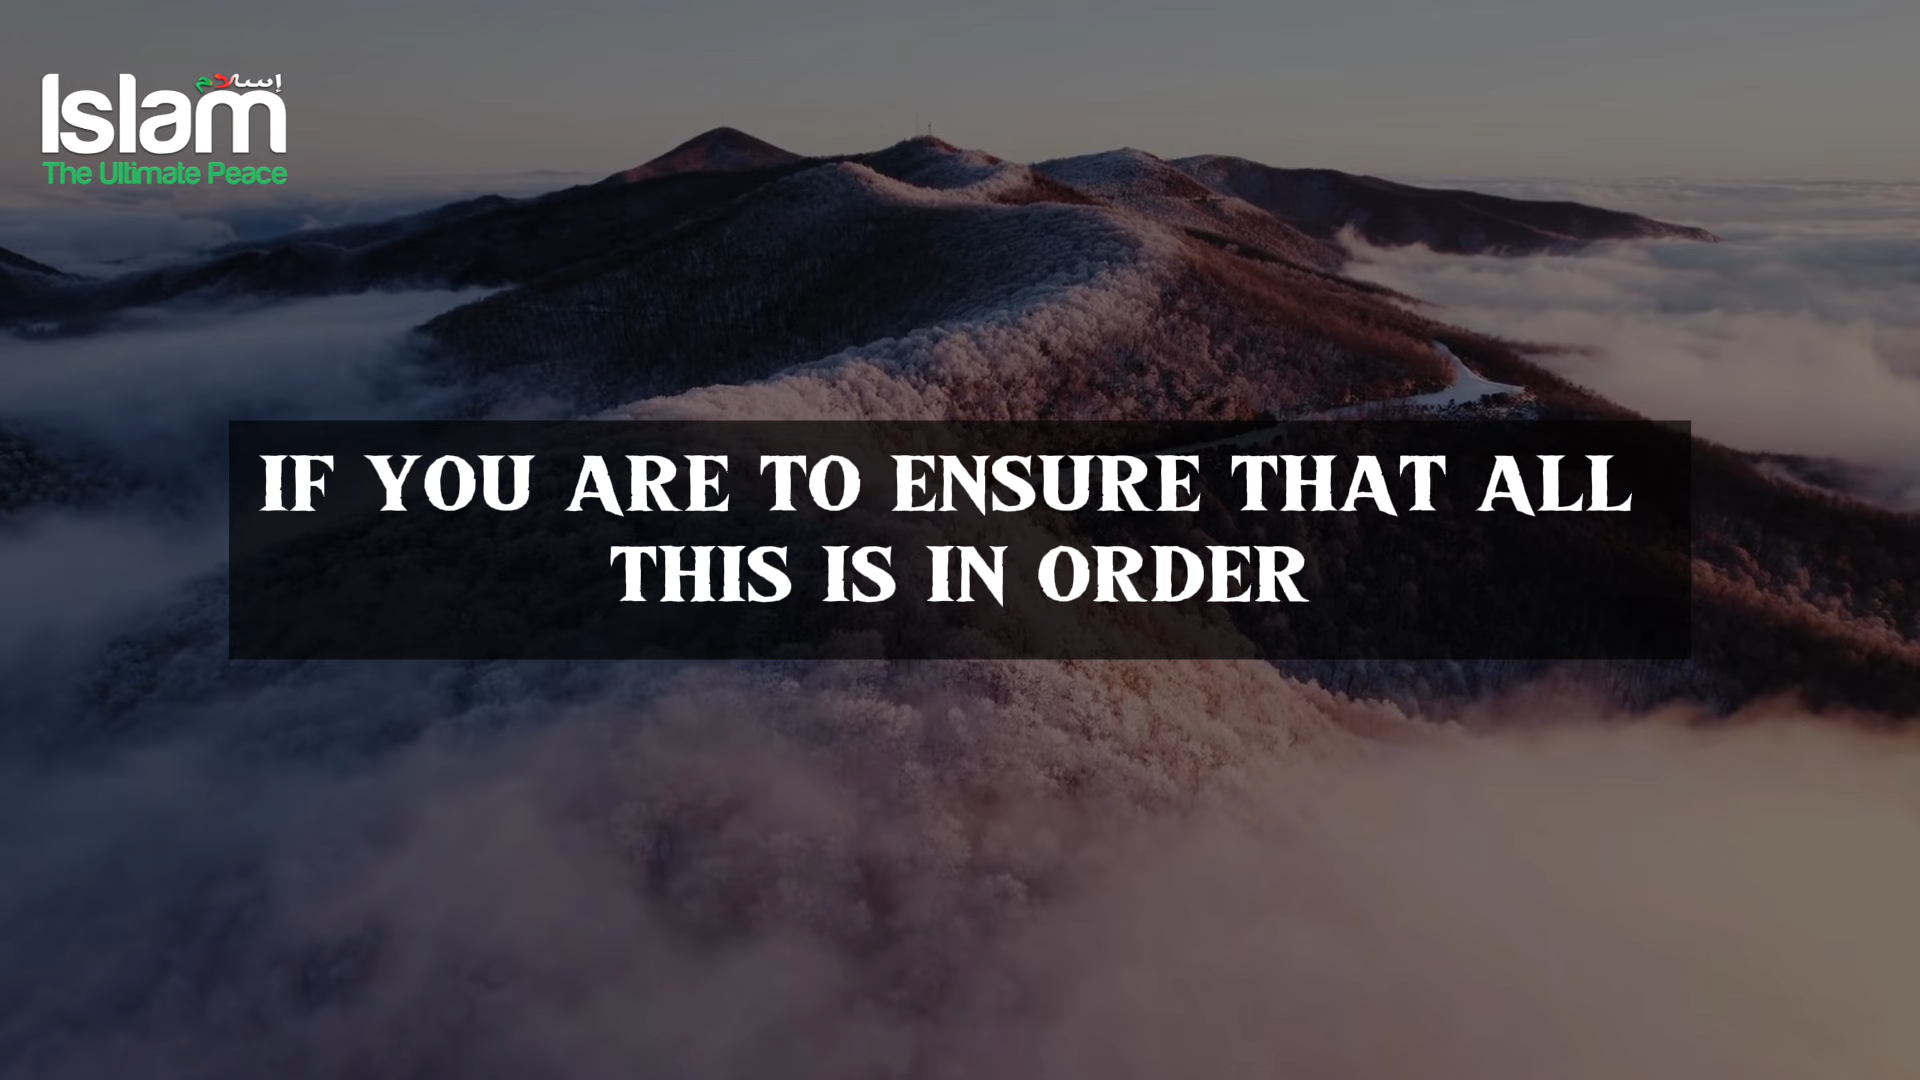 إسلام
Islam
The Ultimate Peace
IF YOU ARE TO ENSURE THAT ALL
THIS IS IN ORDER